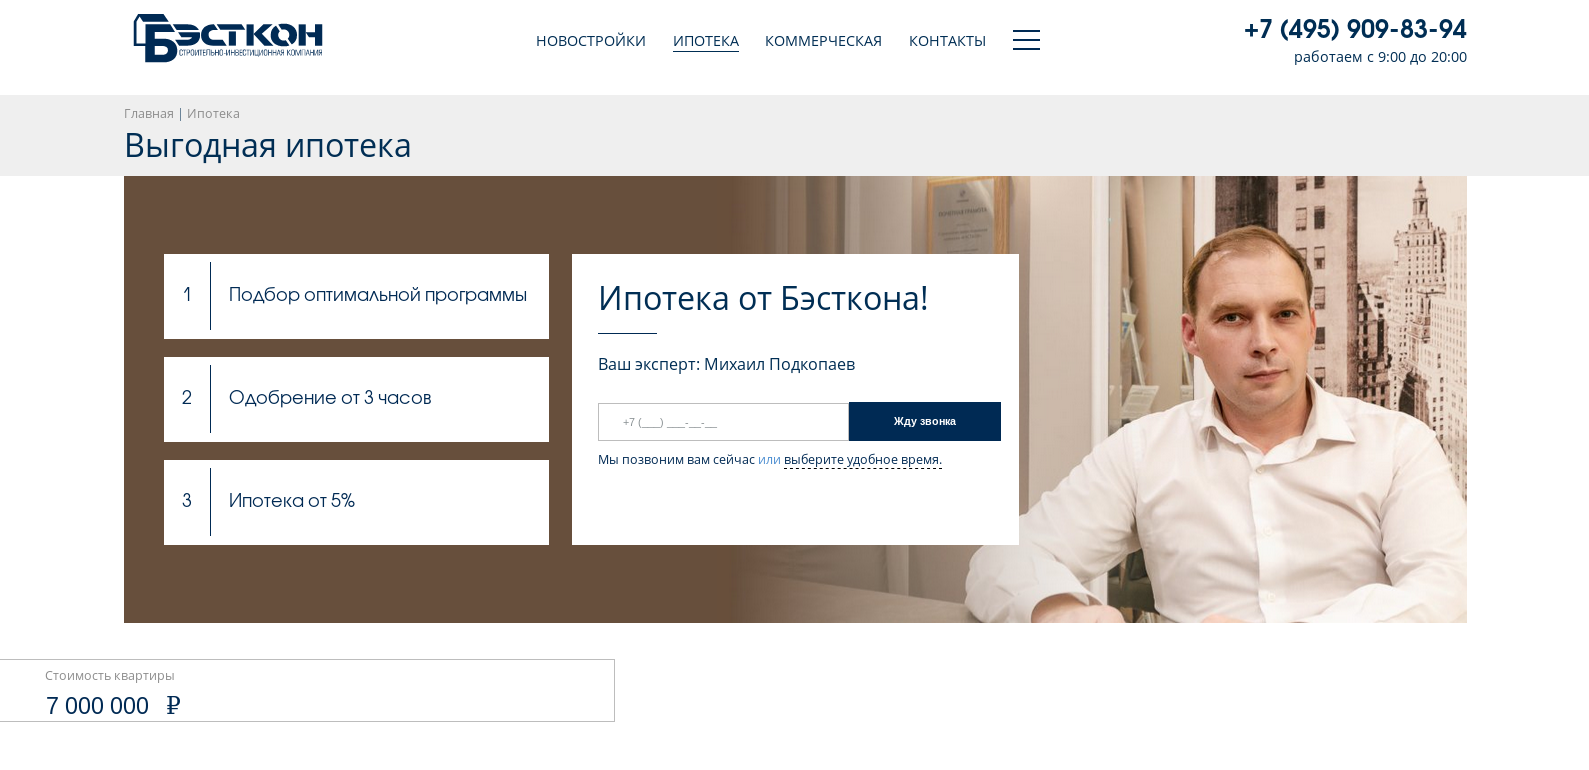 Бэсткон
СТРОИТЕЛЬНО-ИНВЕСТИЦИОННАЯ КОМПАНИЯ
НОВОСТРОЙКИ ИПОТЕКА КОММЕРЧЕСКАЯ КОНТАКТЫ
+7 (495) 909-83-94
работаем с 9:00 до 20:00
Главная | Ипотека
Выгодная ипотека
1 Подбор оптимальной программы
2 Одобрение от 3 часов
3 Ипотека от 5%
Ипотека от Бэсткона!
Ваш эксперт: Михаил Подкопаев
+7 (___) ___-__-__ Жду звонка
Мы позвоним вам сейчас или выберите удобное время.
Стоимость квартиры
7 000 000 ₽